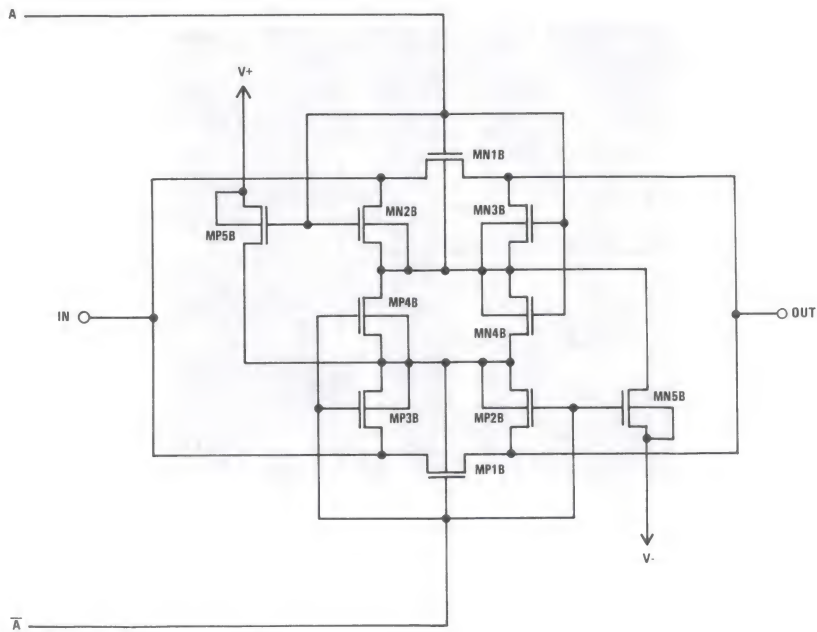 A
V+
MN1B
MN2B
MN3B
MP5B
MP4B
IN
OUT
MN4B
MN5B
MP3B
MP2B
MP1B
V-
A̅